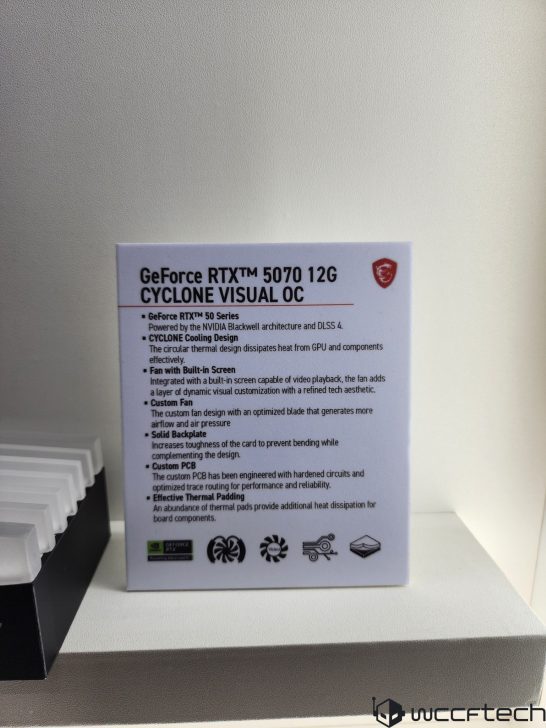 GeForce RTX™ 5070 12G
CYCLONE VISUAL OC
▪ GeForce RTX™ 50 Series
Powered by the NVIDIA Blackwell architecture and DLSS 4.
▪ CYCLONE Cooling Design
The circular thermal design dissipates heat from GPU and components
effectively.
▪ Fan with Built-in Screen
Integrated with a built-in screen capable of video playback, the fan adds
a layer of dynamic visual customization with a refined tech aesthetic.
▪ Custom Fan
The custom fan design with an optimized blade that generates more
airflow and air pressure
▪ Solid Backplate
Increases toughness of the card to prevent bending while
complementing the design.
▪ Custom PCB
The custom PCB has been engineered with hardened circuits and
optimized trace routing for performance and reliability.
▪ Effective Thermal Padding
An abundance of thermal pads provide additional heat dissipation for
board components.
GEFORCE
RTX
wccftech